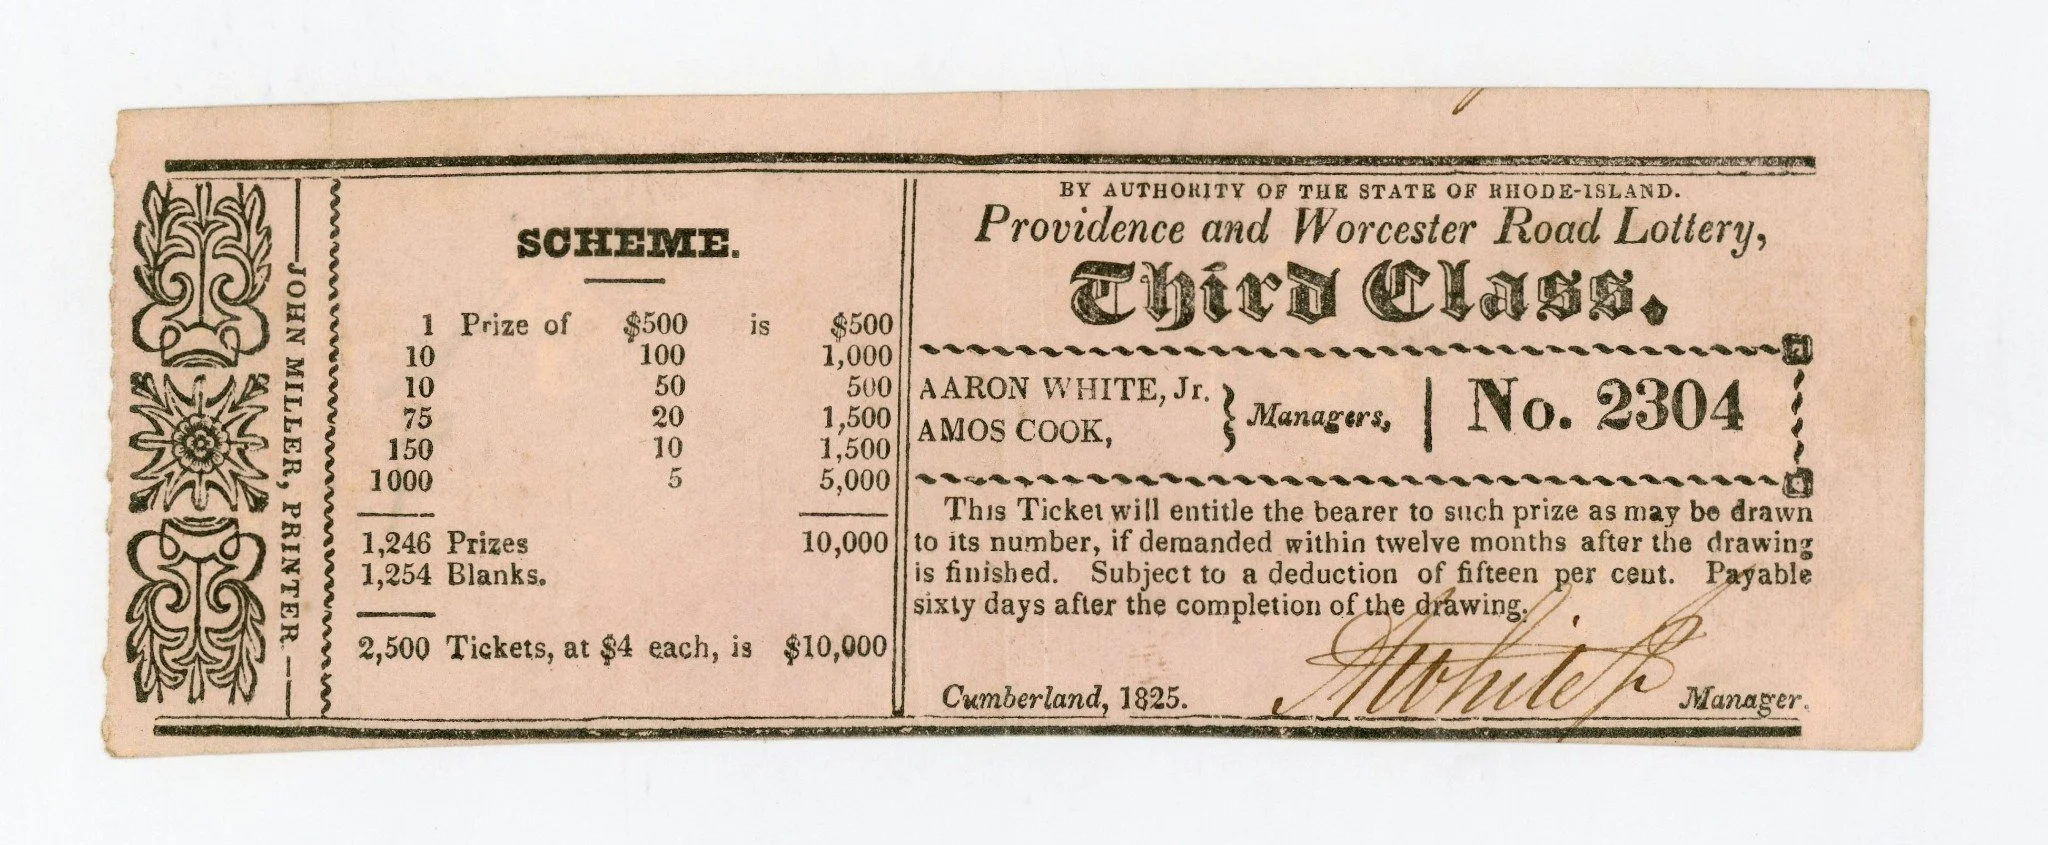 JOHN MILLER, PRINTER
SCHEME.
1 Prize of $500 is $500
10 100 1,000
10 50 500
75 20 1,500
150 10 1,500
1000 5 5,000
1,246 Prizes 10,000
1,254 Blanks.
2,500 Tickets, at $4 each, is $10,000
BY AUTHORITY OF THE STATE OF RHODE-ISLAND.
Providence and Worcester Road Lottery,
Third Class.
AARON WHITE, Jr.
AMOS COOK,
Managers,
No. 2304
This Ticket will entitle the bearer to such prize as may be drawn
to its number, if demanded within twelve months after the drawing
is finished. Subject to a deduction of fifteen per cent. Payable
sixty days after the completion of the drawing.
A White Jr
Cumberland, 1825. Manager.